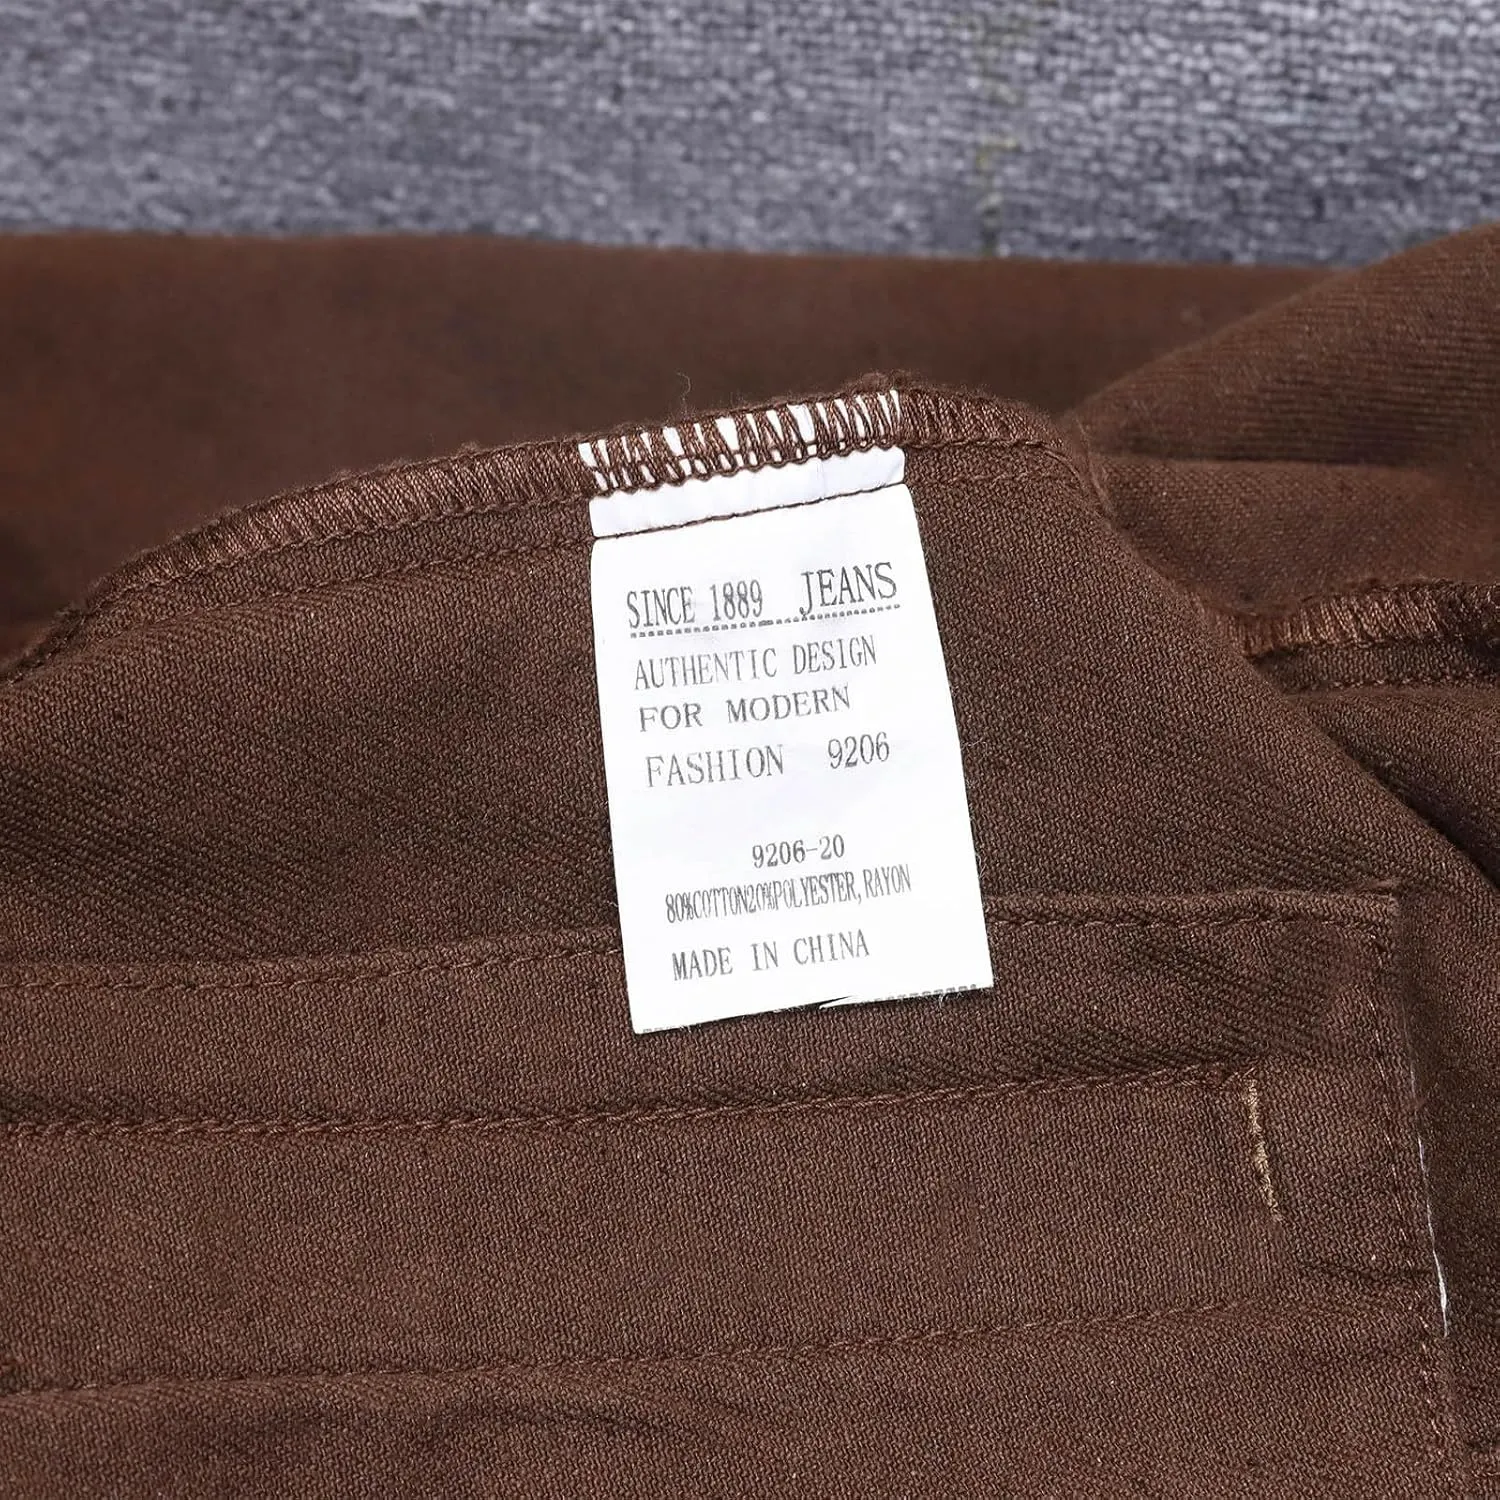 SINCE 1889 JEANS
AUTHENTIC DESIGN
FOR MODERN
FASHION 9206
9206-20
80%COTTON20%POLYESTER, RAYON
MADE IN CHINA